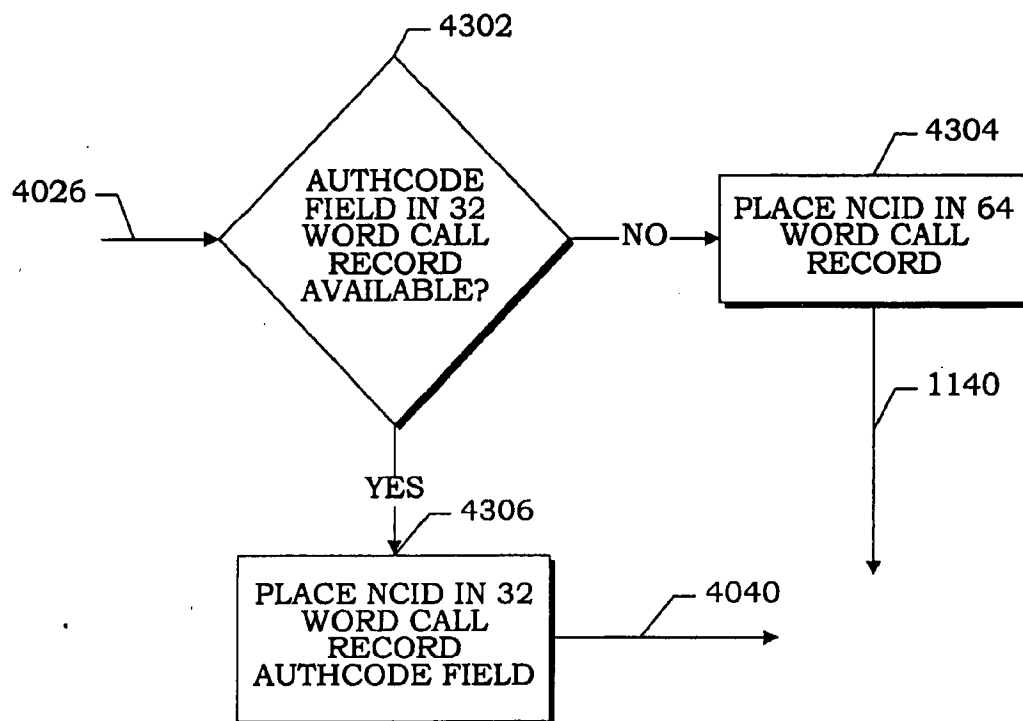 4302
4304
4026
AUTHCODE
FIELD IN 32
WORD CALL
RECORD
AVAILABLE?
NO
PLACE NCID IN 64
WORD CALL
RECORD
1140
YES
4306
PLACE NCID IN 32
WORD CALL
RECORD
AUTHCODE FIELD
4040